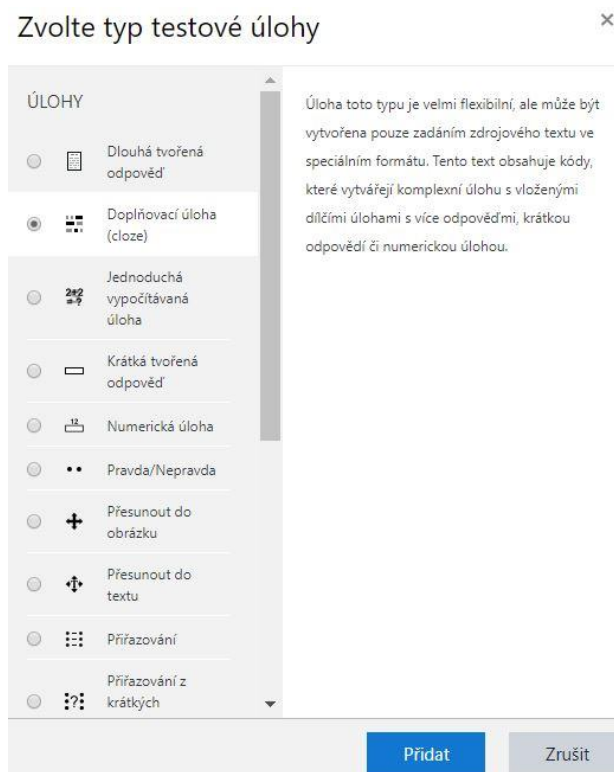 Zvolte typ testové úlohy
×
ÚLOHY
Dlouhá tvořená
odpověď
Doplňovací úloha
(cloze)
2+2
=?
Jednoduchá
vypočítávaná
úloha
Krátká tvořená
odpověď
12
Numerická úloha
Pravda/Nepravda
Přesunout do
obrázku
Přesunout do
textu
Přiřazování
?
Přiřazování z
krátkých
Úloha toto typu je velmi flexibilní, ale může být
vytvořena pouze zadáním zdrojového textu ve
speciálním formátu. Tento text obsahuje kódy,
které vytvářejí komplexní úlohu s vloženými
dílčími úlohami s více odpověďmi, krátkou
odpovědí či numerickou úlohou.
Přidat
Zrušit